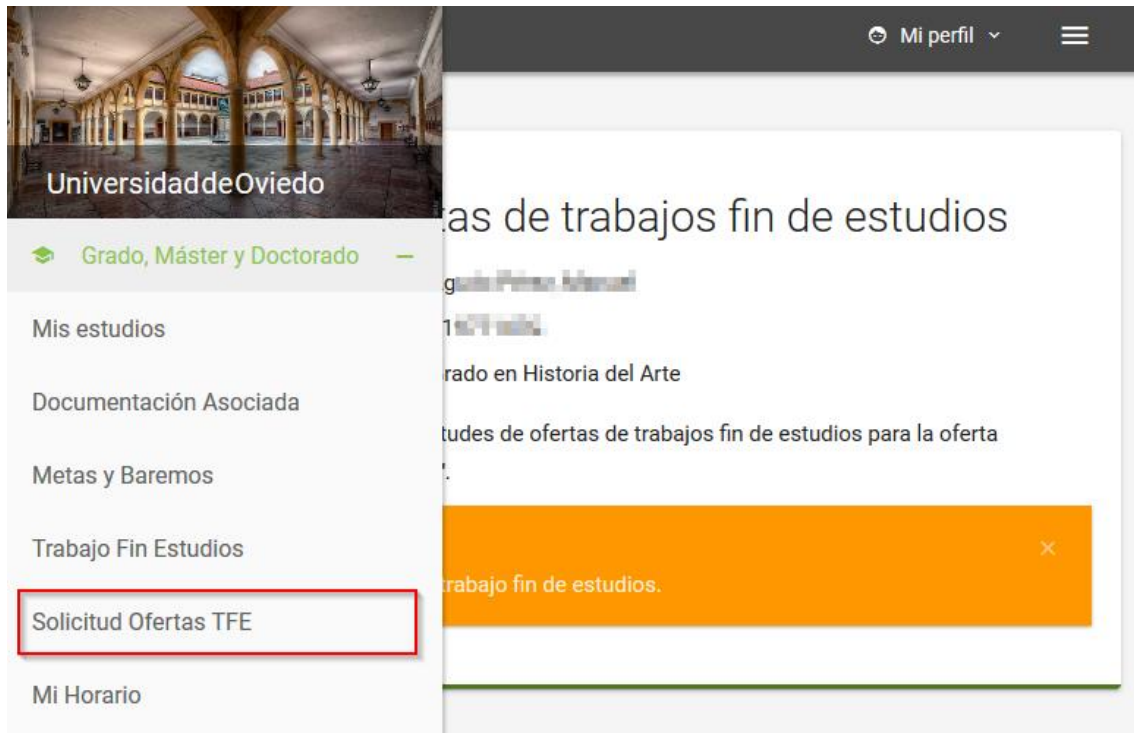 Mi perfil
UniversidaddeOviedo
Grado, Máster y Doctorado
Mis estudios
Documentación Asociada
Metas y Baremos
Trabajo Fin Estudios
Solicitud Ofertas TFE
Mi Horario
tas de trabajos fin de estudios
rado en Historia del Arte
tudes de ofertas de trabajos fin de estudios para la oferta
".
trabajo fin de estudios.